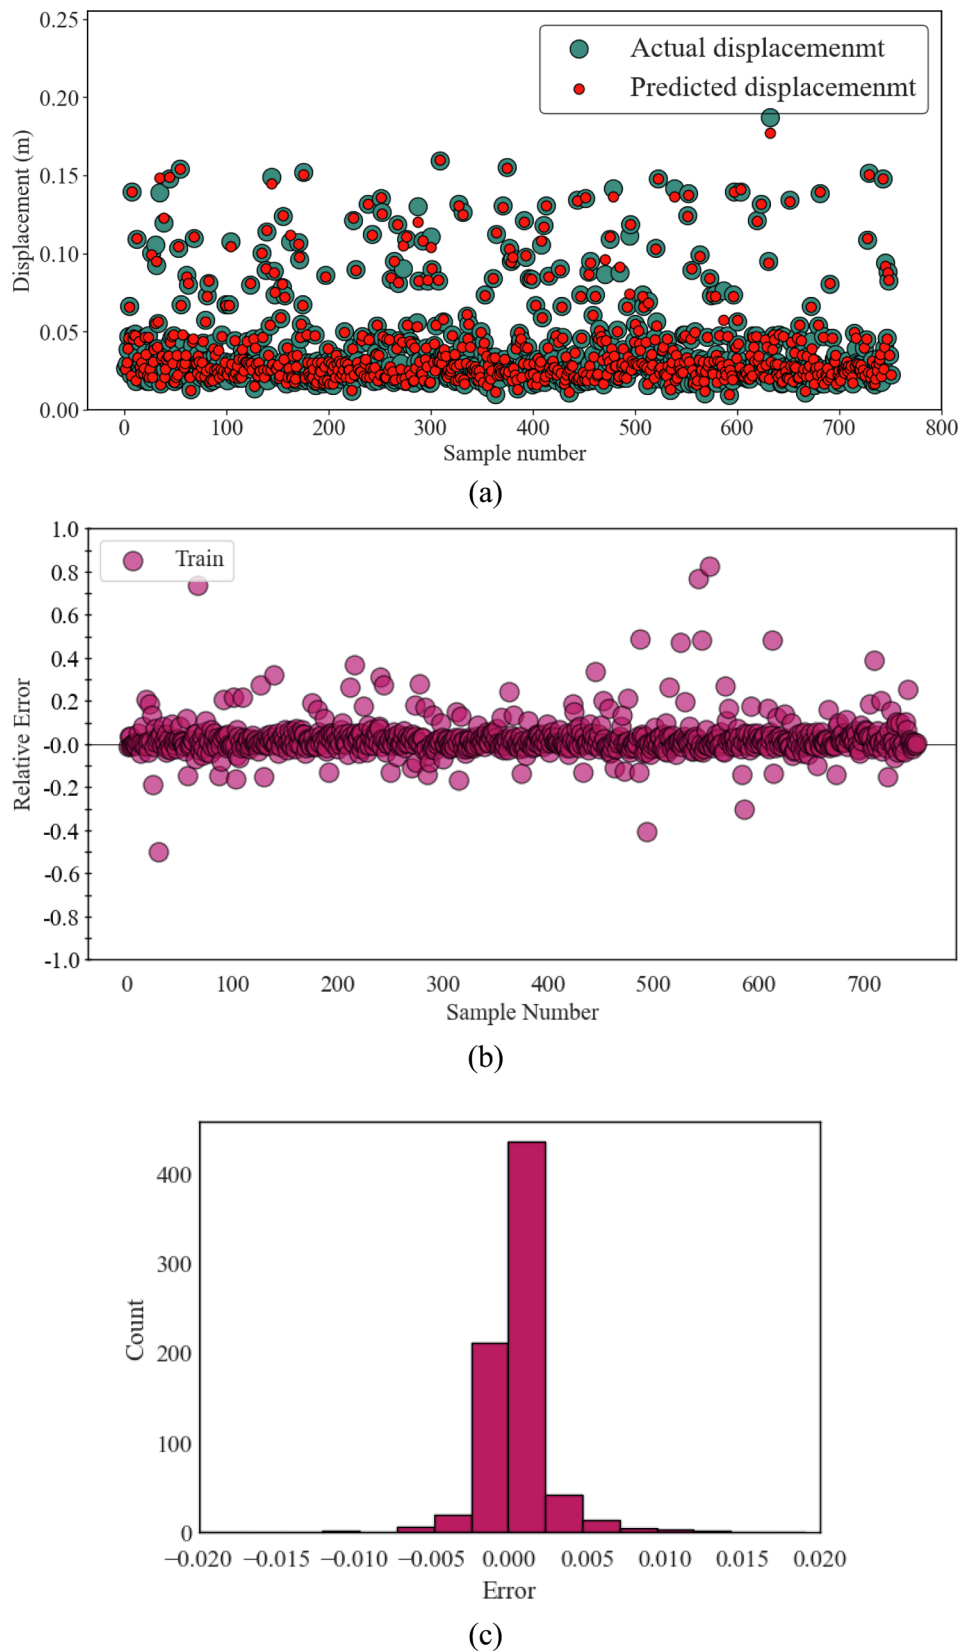 0.25
0.20
0.15
0.10
0.05
0.00
Displacement (m)
Actual displacemenmt
Predicted displacemenmt
0 100 200 300 400 500 600 700 800
Sample number
(a)
1.0
0.8
0.6
0.4
0.2
-0.0
-0.2
-0.4
-0.6
-0.8
-1.0
Relative Error
Train
0 100 200 300 400 500 600 700
Sample Number
(b)
400
300
200
100
0
Count
−0.020 −0.015 −0.010 −0.005 0.000 0.005 0.010 0.015 0.020
Error
(c)